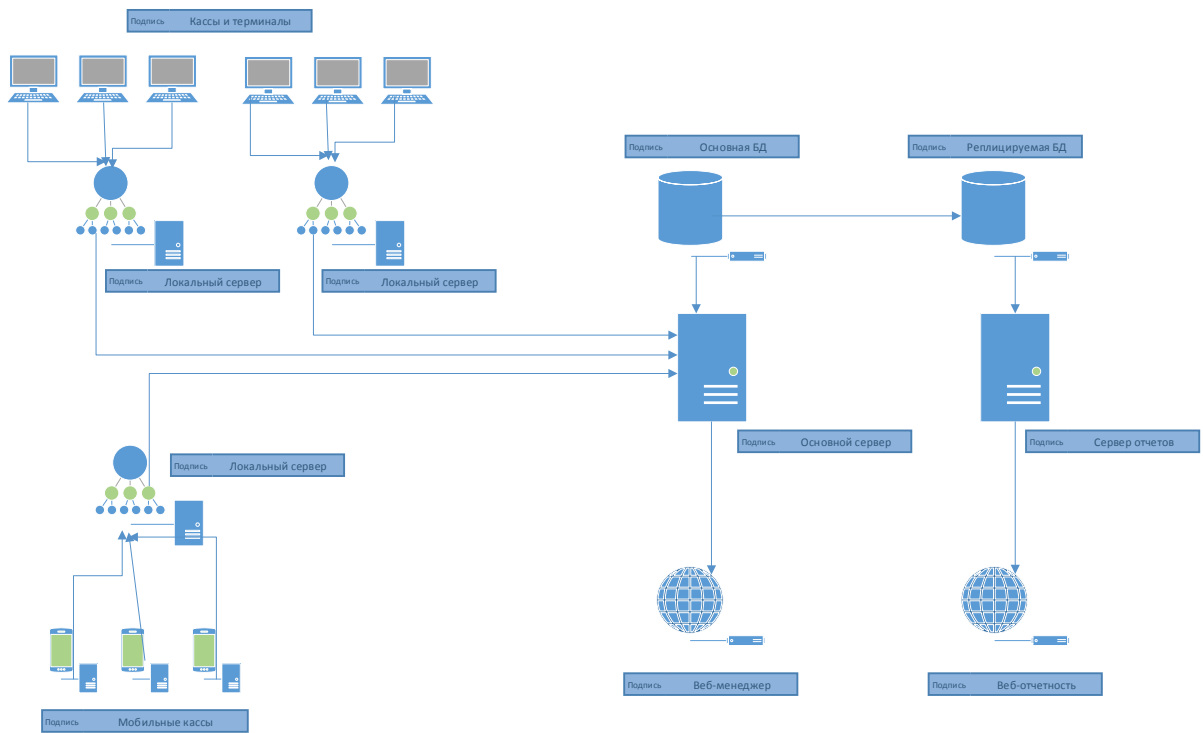 Подпись Кассы и терминалы
Подпись Основная БД
Подпись Реплицируемая БД
Подпись Локальный сервер
Подпись Локальный сервер
Подпись Основной сервер
Подпись Сервер отчетов
Подпись Локальный сервер
Подпись Веб-менеджер
Подпись Веб-отчетность
Подпись Мобильные кассы